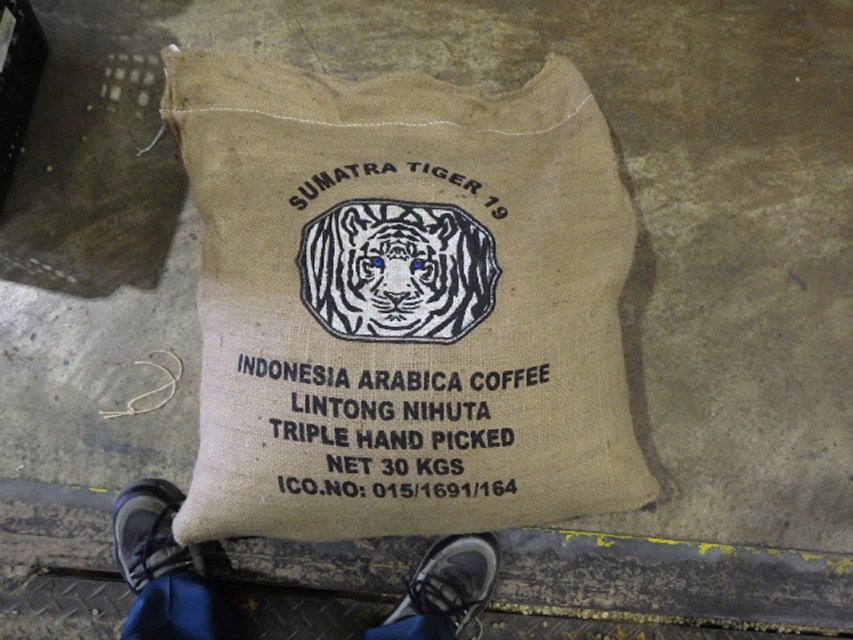 SUMATRA TIGER 19
INDONESIA ARABICA COFFEE
LINTONG NIHUTA
TRIPLE HAND PICKED
NET 30 KGS
ICO.NO: 015/1691/164